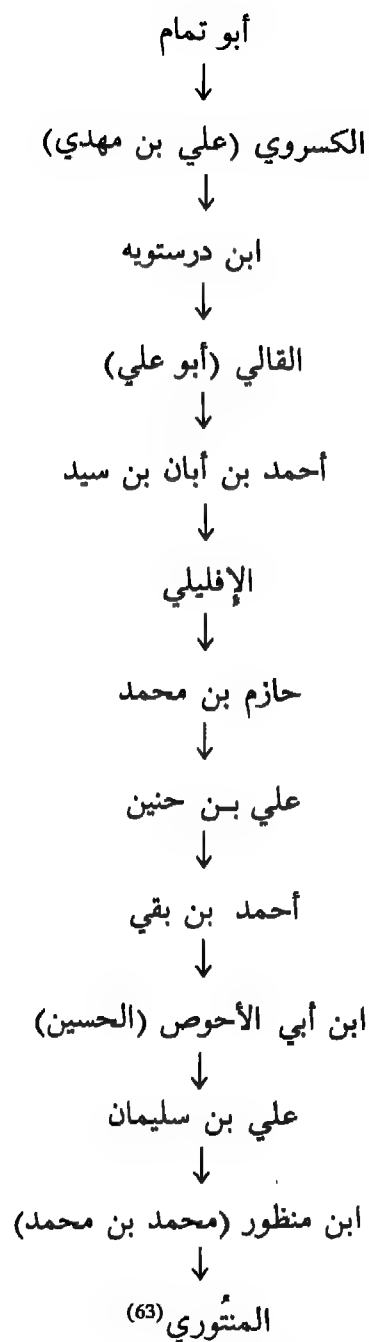 أبو تمام
↓
الكسروي (علي بن مهدي)
↓
ابن درستويه
↓
القالي (أبو علي)
↓
أحمد بن أبان بن سيد
↓
الإفليلي
↓
حازم بن محمد
↓
علي بن حنين
↓
أحمد بن بقي
↓
ابن أبي الأحوص (الحسين)
↓
علي بن سليمان
↓
ابن منظور (محمد بن محمد)
↓
المنتُوري(63)